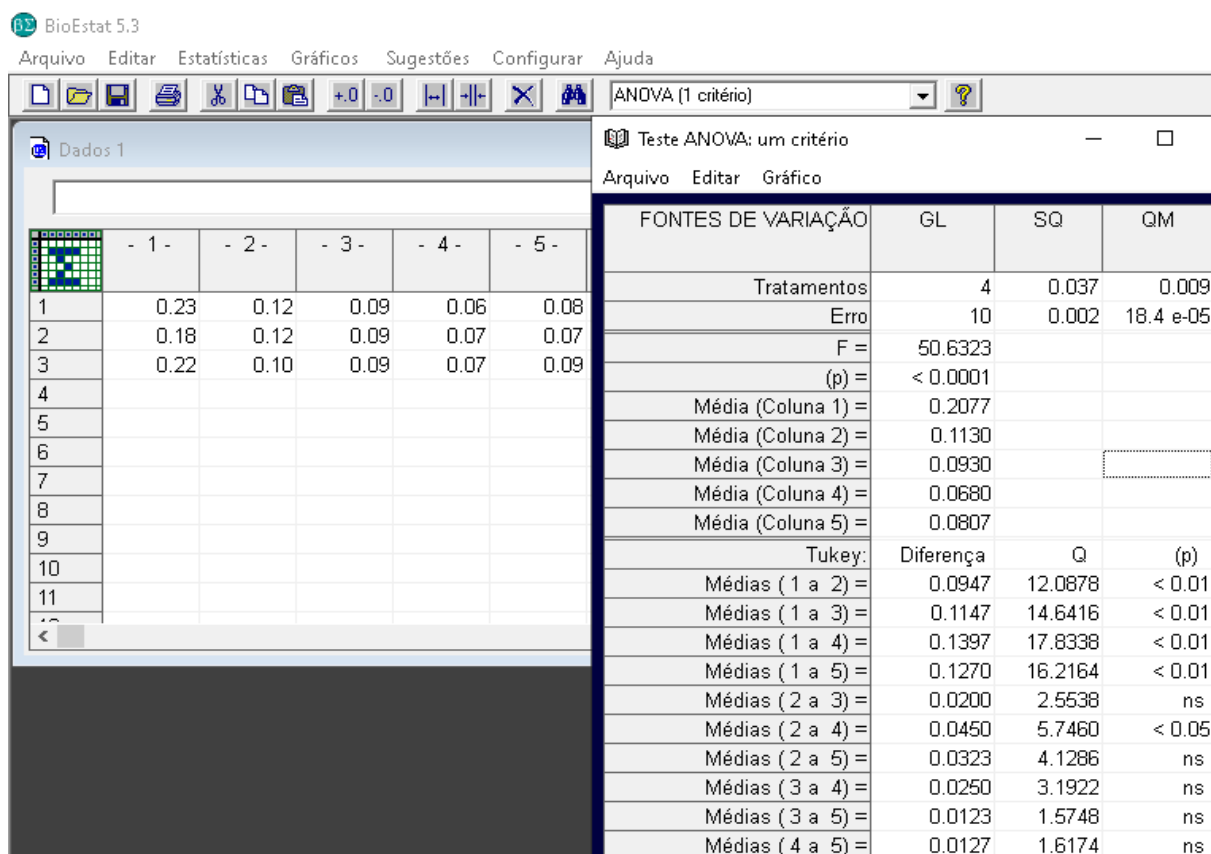 BioEstat 5.3
Arquivo Editar Estatísticas Gráficos Sugestões Configurar Ajuda
+.0 -.0 ANOVA (1 critério)
Dados 1
- 1 - - 2 - - 3 - - 4 - - 5 -
1 0.23 0.12 0.09 0.06 0.08
2 0.18 0.12 0.09 0.07 0.07
3 0.22 0.10 0.09 0.07 0.09
4
5
6
7
8
9
10
11
Teste ANOVA: um critério
Arquivo Editar Gráfico
FONTES DE VARIAÇÃO GL SQ QM
Tratamentos 4 0.037 0.009
Erro 10 0.002 18.4 e-05
F = 50.6323
(p) = < 0.0001
Média (Coluna 1) = 0.2077
Média (Coluna 2) = 0.1130
Média (Coluna 3) = 0.0930
Média (Coluna 4) = 0.0680
Média (Coluna 5) = 0.0807
Tukey: Diferença Q (p)
Médias ( 1 a 2) = 0.0947 12.0878 < 0.01
Médias ( 1 a 3) = 0.1147 14.6416 < 0.01
Médias ( 1 a 4) = 0.1397 17.8338 < 0.01
Médias ( 1 a 5) = 0.1270 16.2164 < 0.01
Médias ( 2 a 3) = 0.0200 2.5538 ns
Médias ( 2 a 4) = 0.0450 5.7460 < 0.05
Médias ( 2 a 5) = 0.0323 4.1286 ns
Médias ( 3 a 4) = 0.0250 3.1922 ns
Médias ( 3 a 5) = 0.0123 1.5748 ns
Médias ( 4 a 5) = 0.0127 1.6174 ns